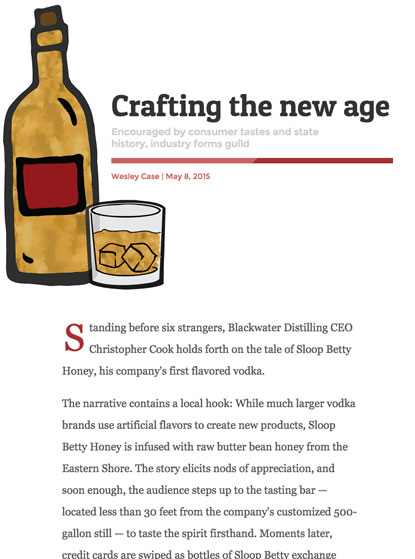 Crafting the new age
Encouraged by consumer tastes and state
history, industry forms guild
Wesley Case | May 8, 2015
Standing before six strangers, Blackwater Distilling CEO
Christopher Cook holds forth on the tale of Sloop Betty
Honey, his company's first flavored vodka.
The narrative contains a local hook: While much larger vodka
brands use artificial flavors to create new products, Sloop
Betty Honey is infused with raw butter bean honey from the
Eastern Shore. The story elicits nods of appreciation, and
soon enough, the audience steps up to the tasting bar —
located less than 30 feet from the company's customized 500-
gallon still — to taste the spirit firsthand. Moments later,
credit cards are swiped as bottles of Sloop Betty exchange